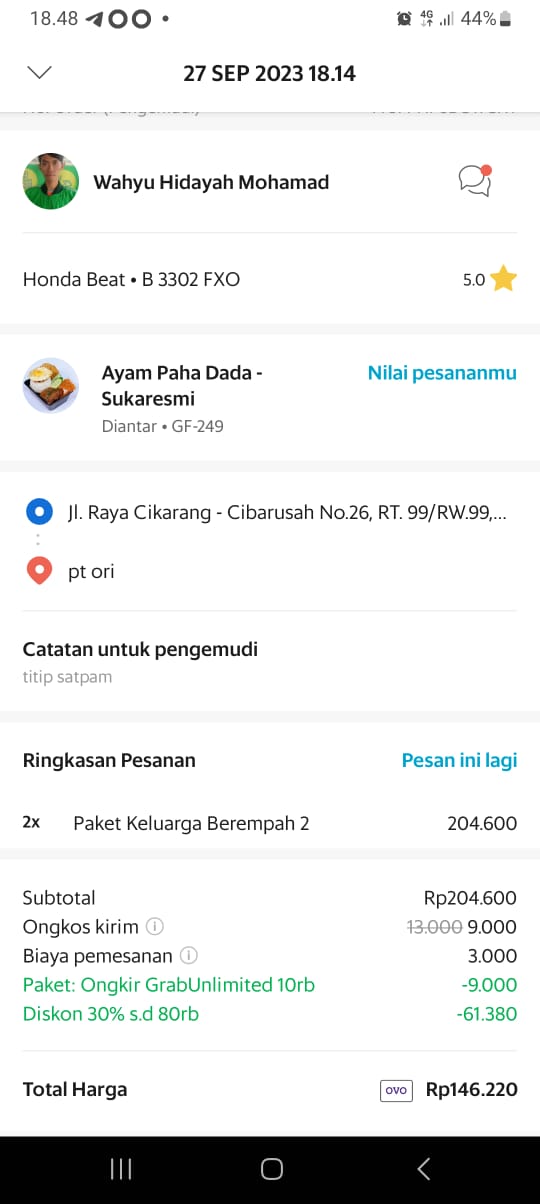 18.48
4G
44%
27 SEP 2023 18.14
Wahyu Hidayah Mohamad
Honda Beat • B 3302 FXO
5.0
Ayam Paha Dada - Sukaresmi
Nilai pesananmu
Diantar • GF-249
Jl. Raya Cikarang - Cibarusah No.26, RT. 99/RW.99,...
pt ori
Catatan untuk pengemudi
titip satpam
Ringkasan Pesanan
Pesan ini lagi
2x Paket Keluarga Berempah 2 204.600
Subtotal Rp204.600
Ongkos kirim 13.000 9.000
Biaya pemesanan 3.000
Paket: Ongkir GrabUnlimited 10rb -9.000
Diskon 30% s.d 80rb -61.380
Total Harga OVO Rp146.220